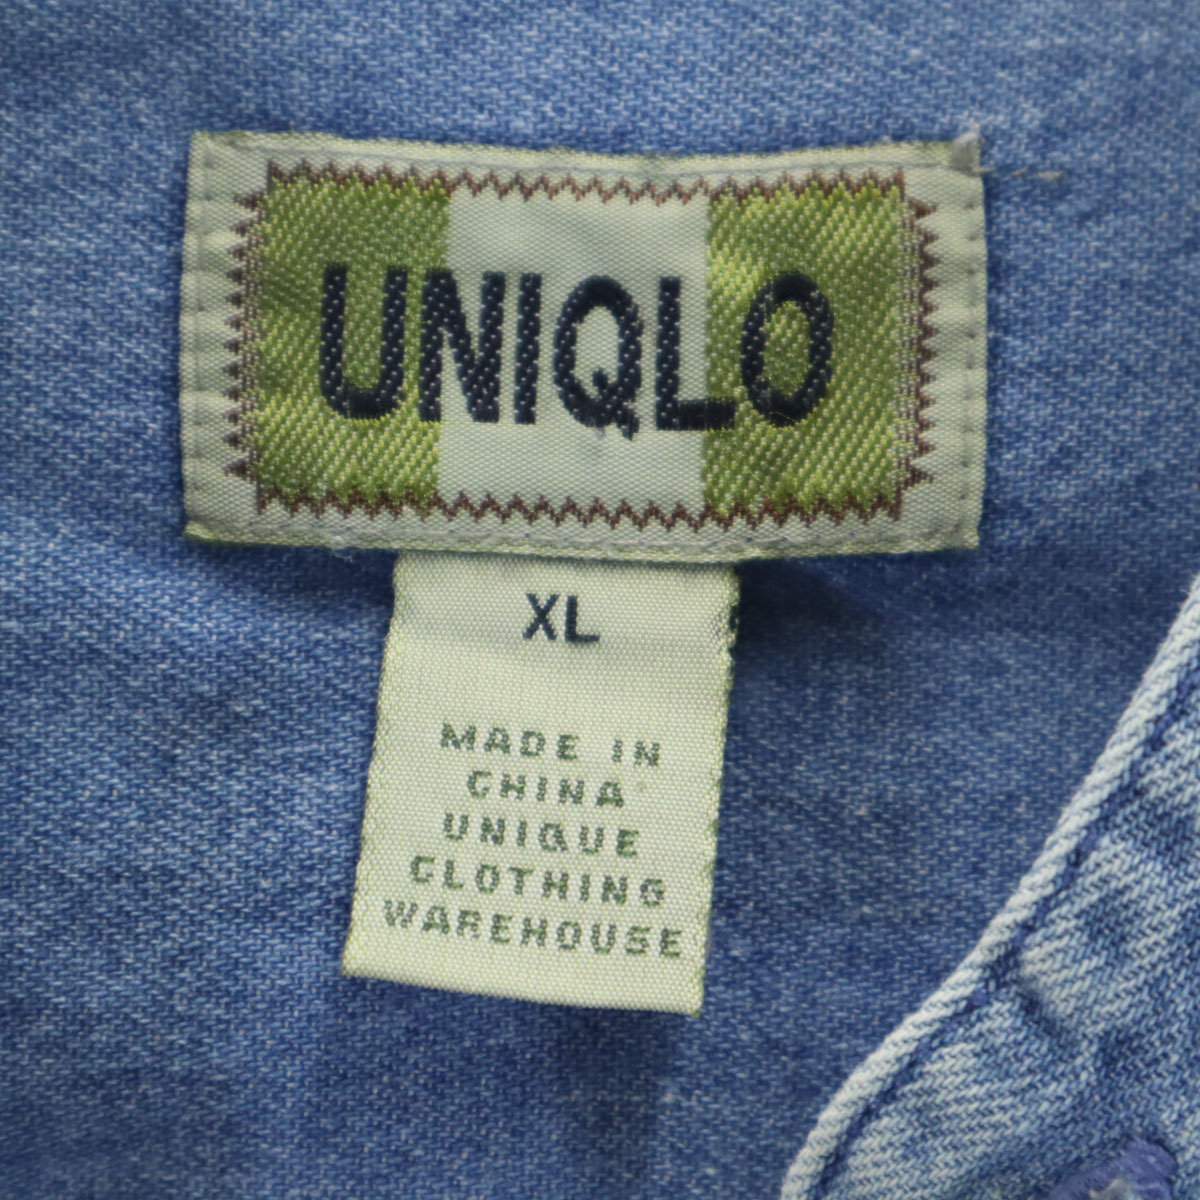 UNIQLO
XL
MADE IN
CHINA
UNIQUE
CLOTHING
WAREHOUSE